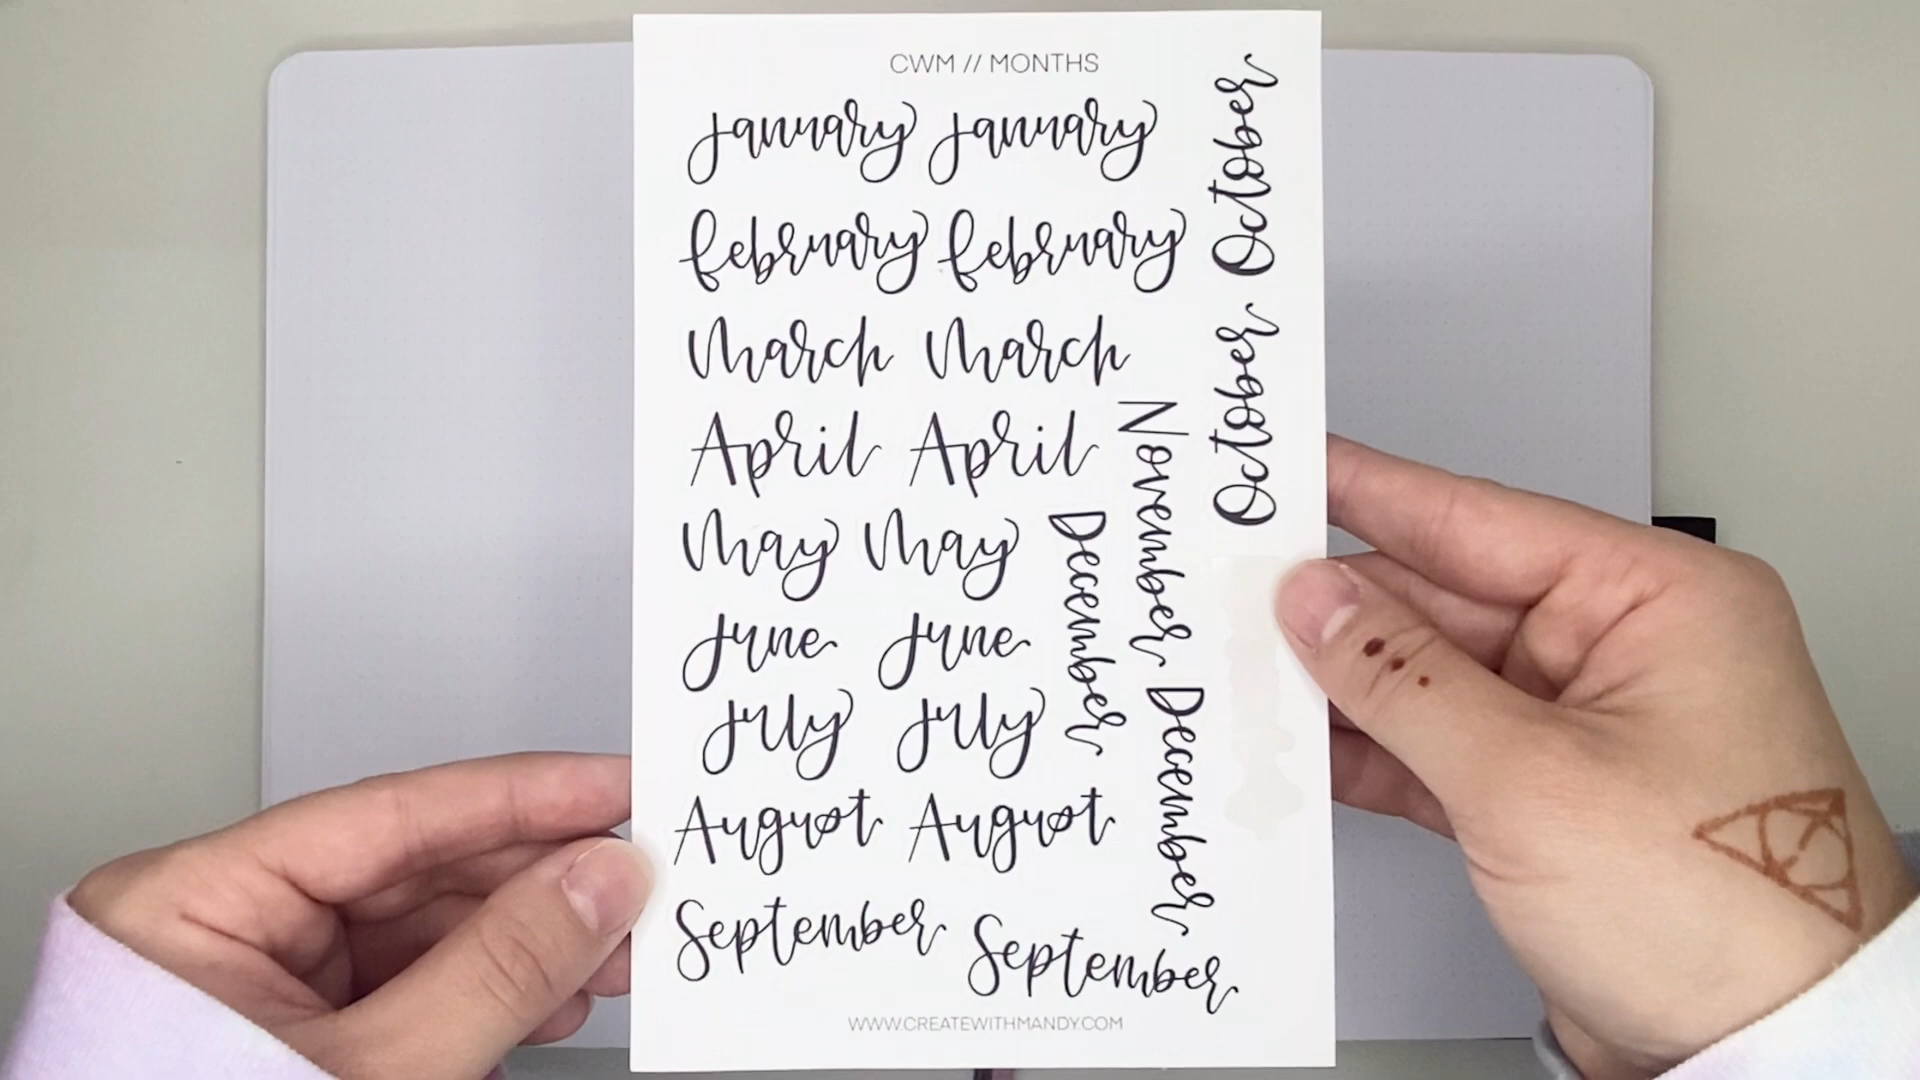 CWM // MONTHS
January January
February February
March March
April April
May May
June June
July July
August August
September September
October October
November December
December
WWW.CREATEWITHMANDY.COM